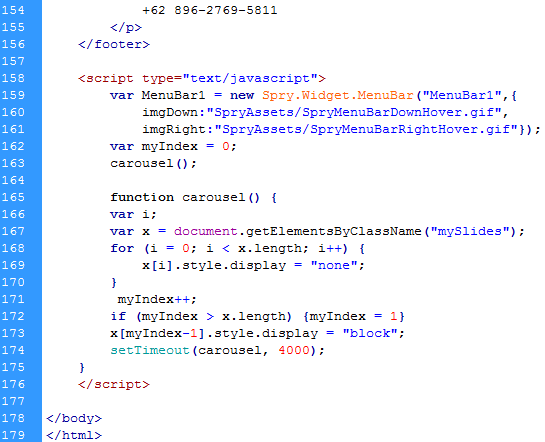 154 +62 896-2769-5811
155 </p>
156 </footer>
157
158 <script type="text/javascript">
159 var MenuBar1 = new Spry.Widget.MenuBar("MenuBar1",{
160 imgDown:"SpryAssets/SpryMenuBarDownHover.gif",
161 imgRight:"SpryAssets/SpryMenuBarRightHover.gif"});
162 var myIndex = 0;
163 carousel();
164
165 function carousel() {
166 var i;
167 var x = document.getElementsByClassName("mySlides");
168 for (i = 0; i < x.length; i++) {
169 x[i].style.display = "none";
170 }
171 myIndex++;
172 if (myIndex > x.length) {myIndex = 1}
173 x[myIndex-1].style.display = "block";
174 setTimeout(carousel, 4000);
175 }
176 </script>
177
178 </body>
179 </html>